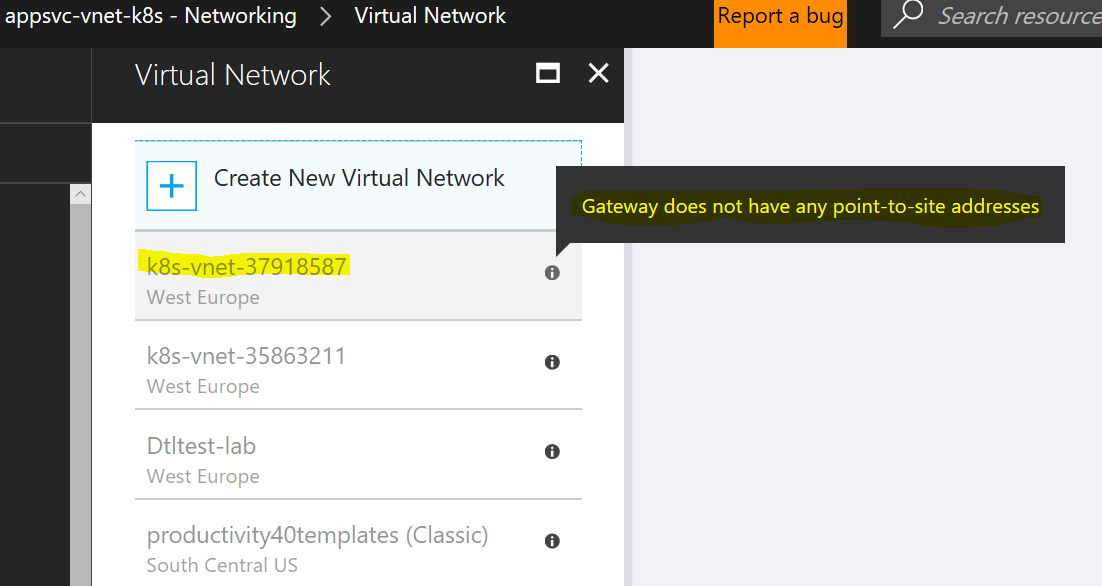 appsvc-vnet-k8s - Networking > Virtual Network
Report a bug
Search resource
Virtual Network
Create New Virtual Network
Gateway does not have any point-to-site addresses
k8s-vnet-37918587
West Europe
k8s-vnet-35863211
West Europe
Dtltest-lab
West Europe
productivity40templates (Classic)
South Central US